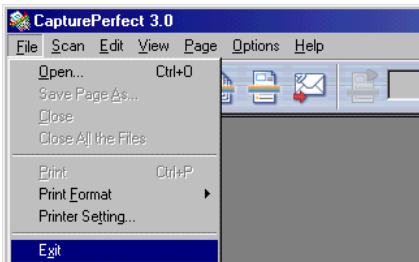 CapturePerfect 3.0
File Scan Edit View Page Options Help
Open... Ctrl+O
Save Page As...
Close
Close All the Files
Print Ctrl+P
Print Format
Printer Setting...
Exit